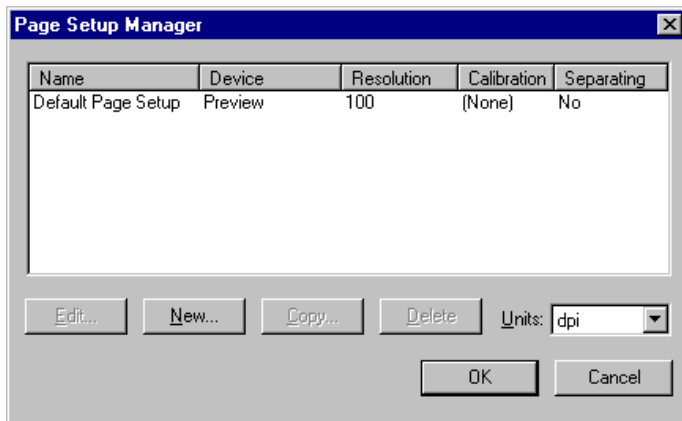 Page Setup Manager
Name Device Resolution Calibration Separating
Default Page Setup Preview 100 (None) No
Edit... New... Copy... Delete Units: dpi
OK Cancel